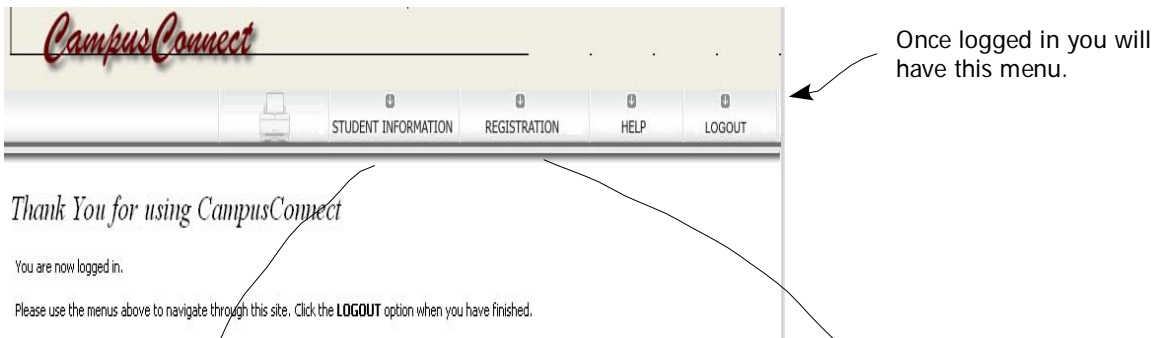 CampusConnect
Once logged in you will
have this menu.
STUDENT INFORMATION REGISTRATION HELP LOGOUT
Thank You for using CampusConnect
You are now logged in.
Please use the menus above to navigate through this site. Click the LOGOUT option when you have finished.